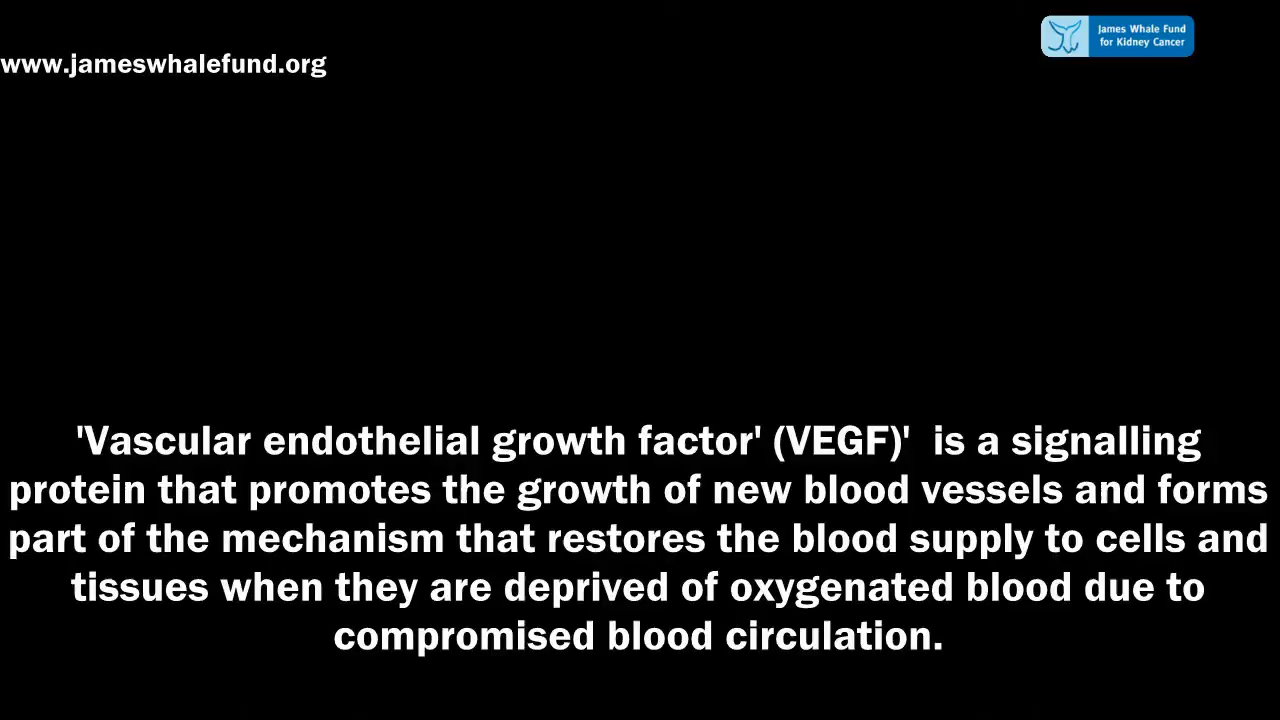 www.jameswhalefund.org
James Whale Fund
for Kidney Cancer
'Vascular endothelial growth factor' (VEGF)'  is a signalling
protein that promotes the growth of new blood vessels and forms
part of the mechanism that restores the blood supply to cells and
tissues when they are deprived of oxygenated blood due to
compromised blood circulation.